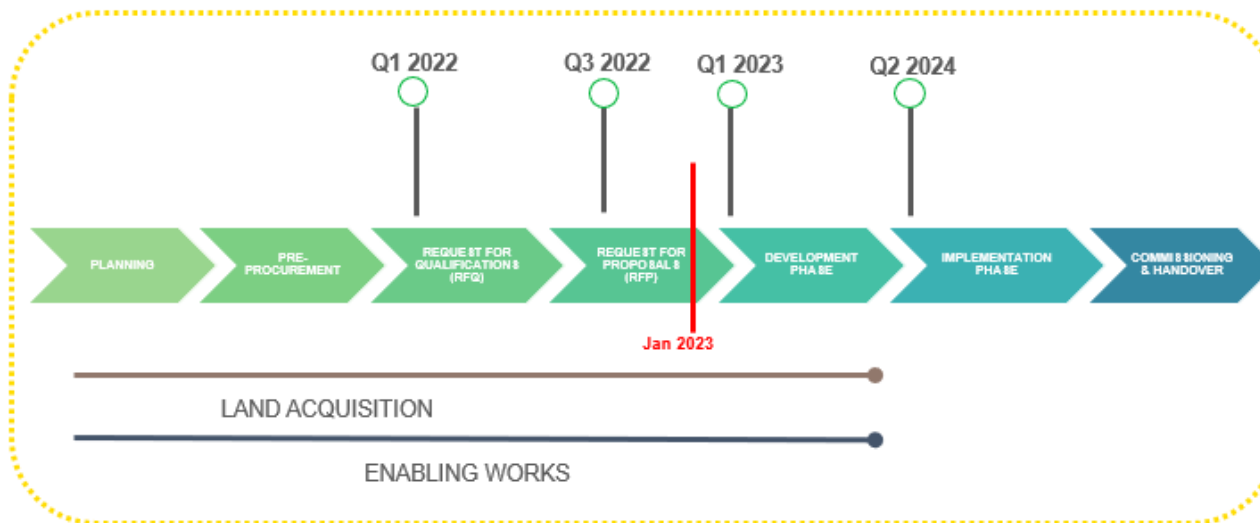 Q1 2022
Q3 2022
Q1 2023
Q2 2024
PLANNING
PRE-
PROCUREMENT
REQUEST FOR
QUALIFICATIONS
(RFQ)
REQUEST FOR
PROPOSALS
(RFP)
DEVELOPMENT
PHASE
IMPLEMENTATION
PHASE
COMMISSIONING
& HANDOVER
Jan 2023
LAND ACQUISITION
ENABLING WORKS